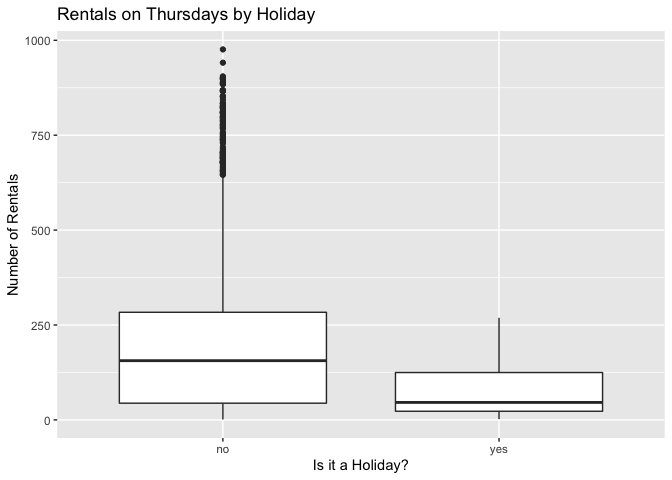 Rentals on Thursdays by Holiday
1000
750
500
250
0
Number of Rentals
no
yes
Is it a Holiday?